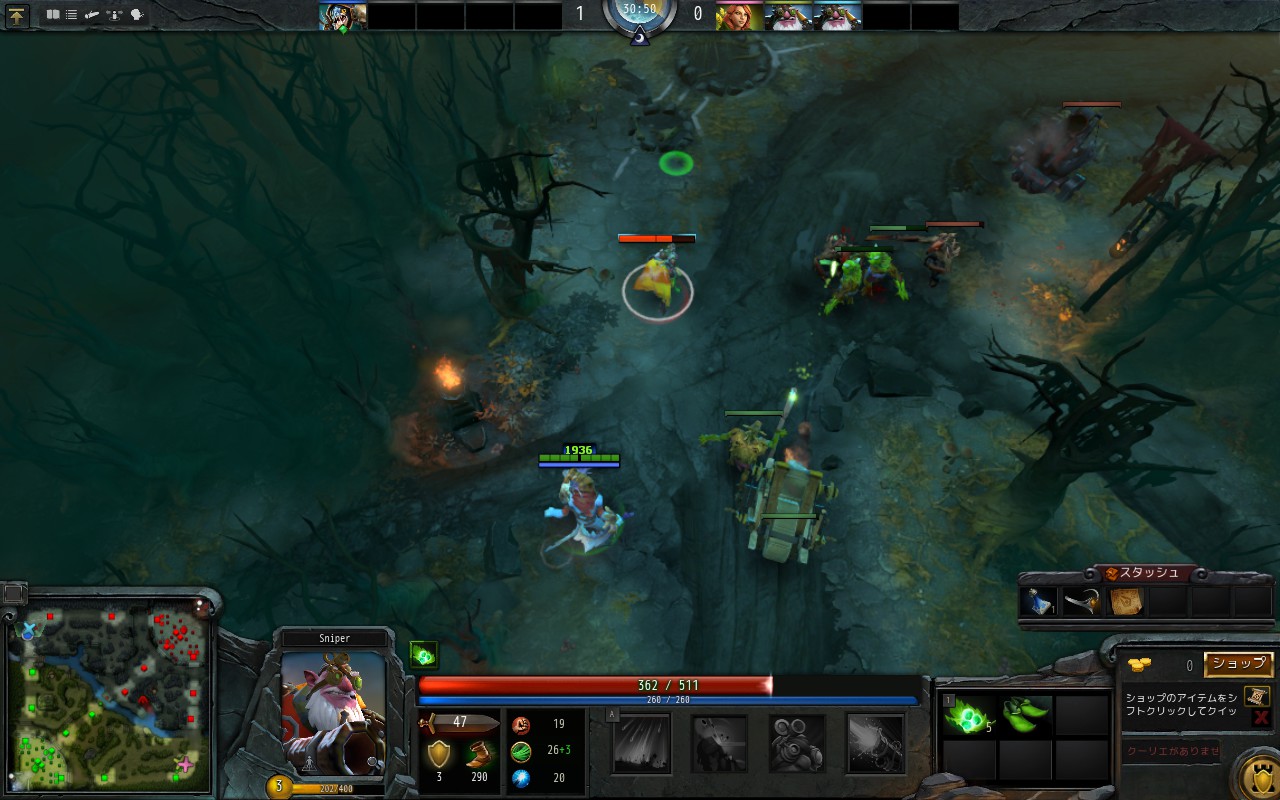 1
30:50
0
1936
スタッシュ
1
Sniper
362 / 511
260 / 260
1
0
ショップ
47
19
A
5
ショップのアイテムをシ
フトクリックしてクイッ
26+3
3
290
20
クーリエがありませ
3
202/400